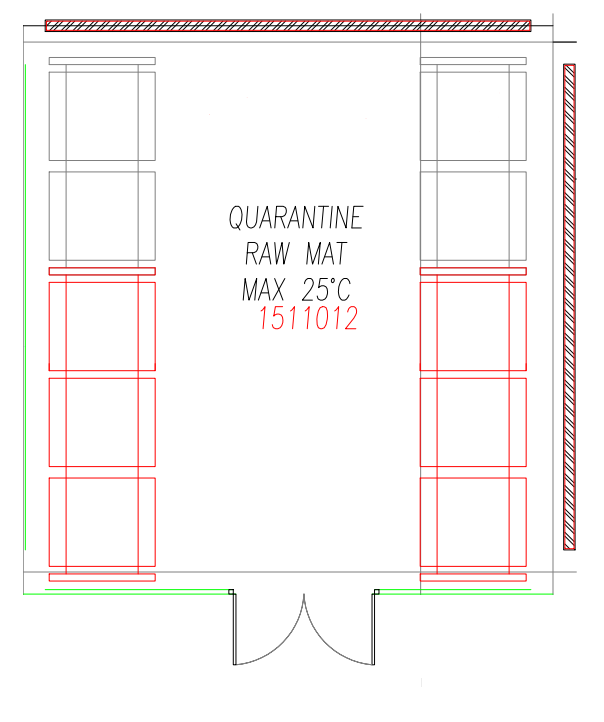 QUARANTINE
RAW MAT
MAX 25°C
1511012